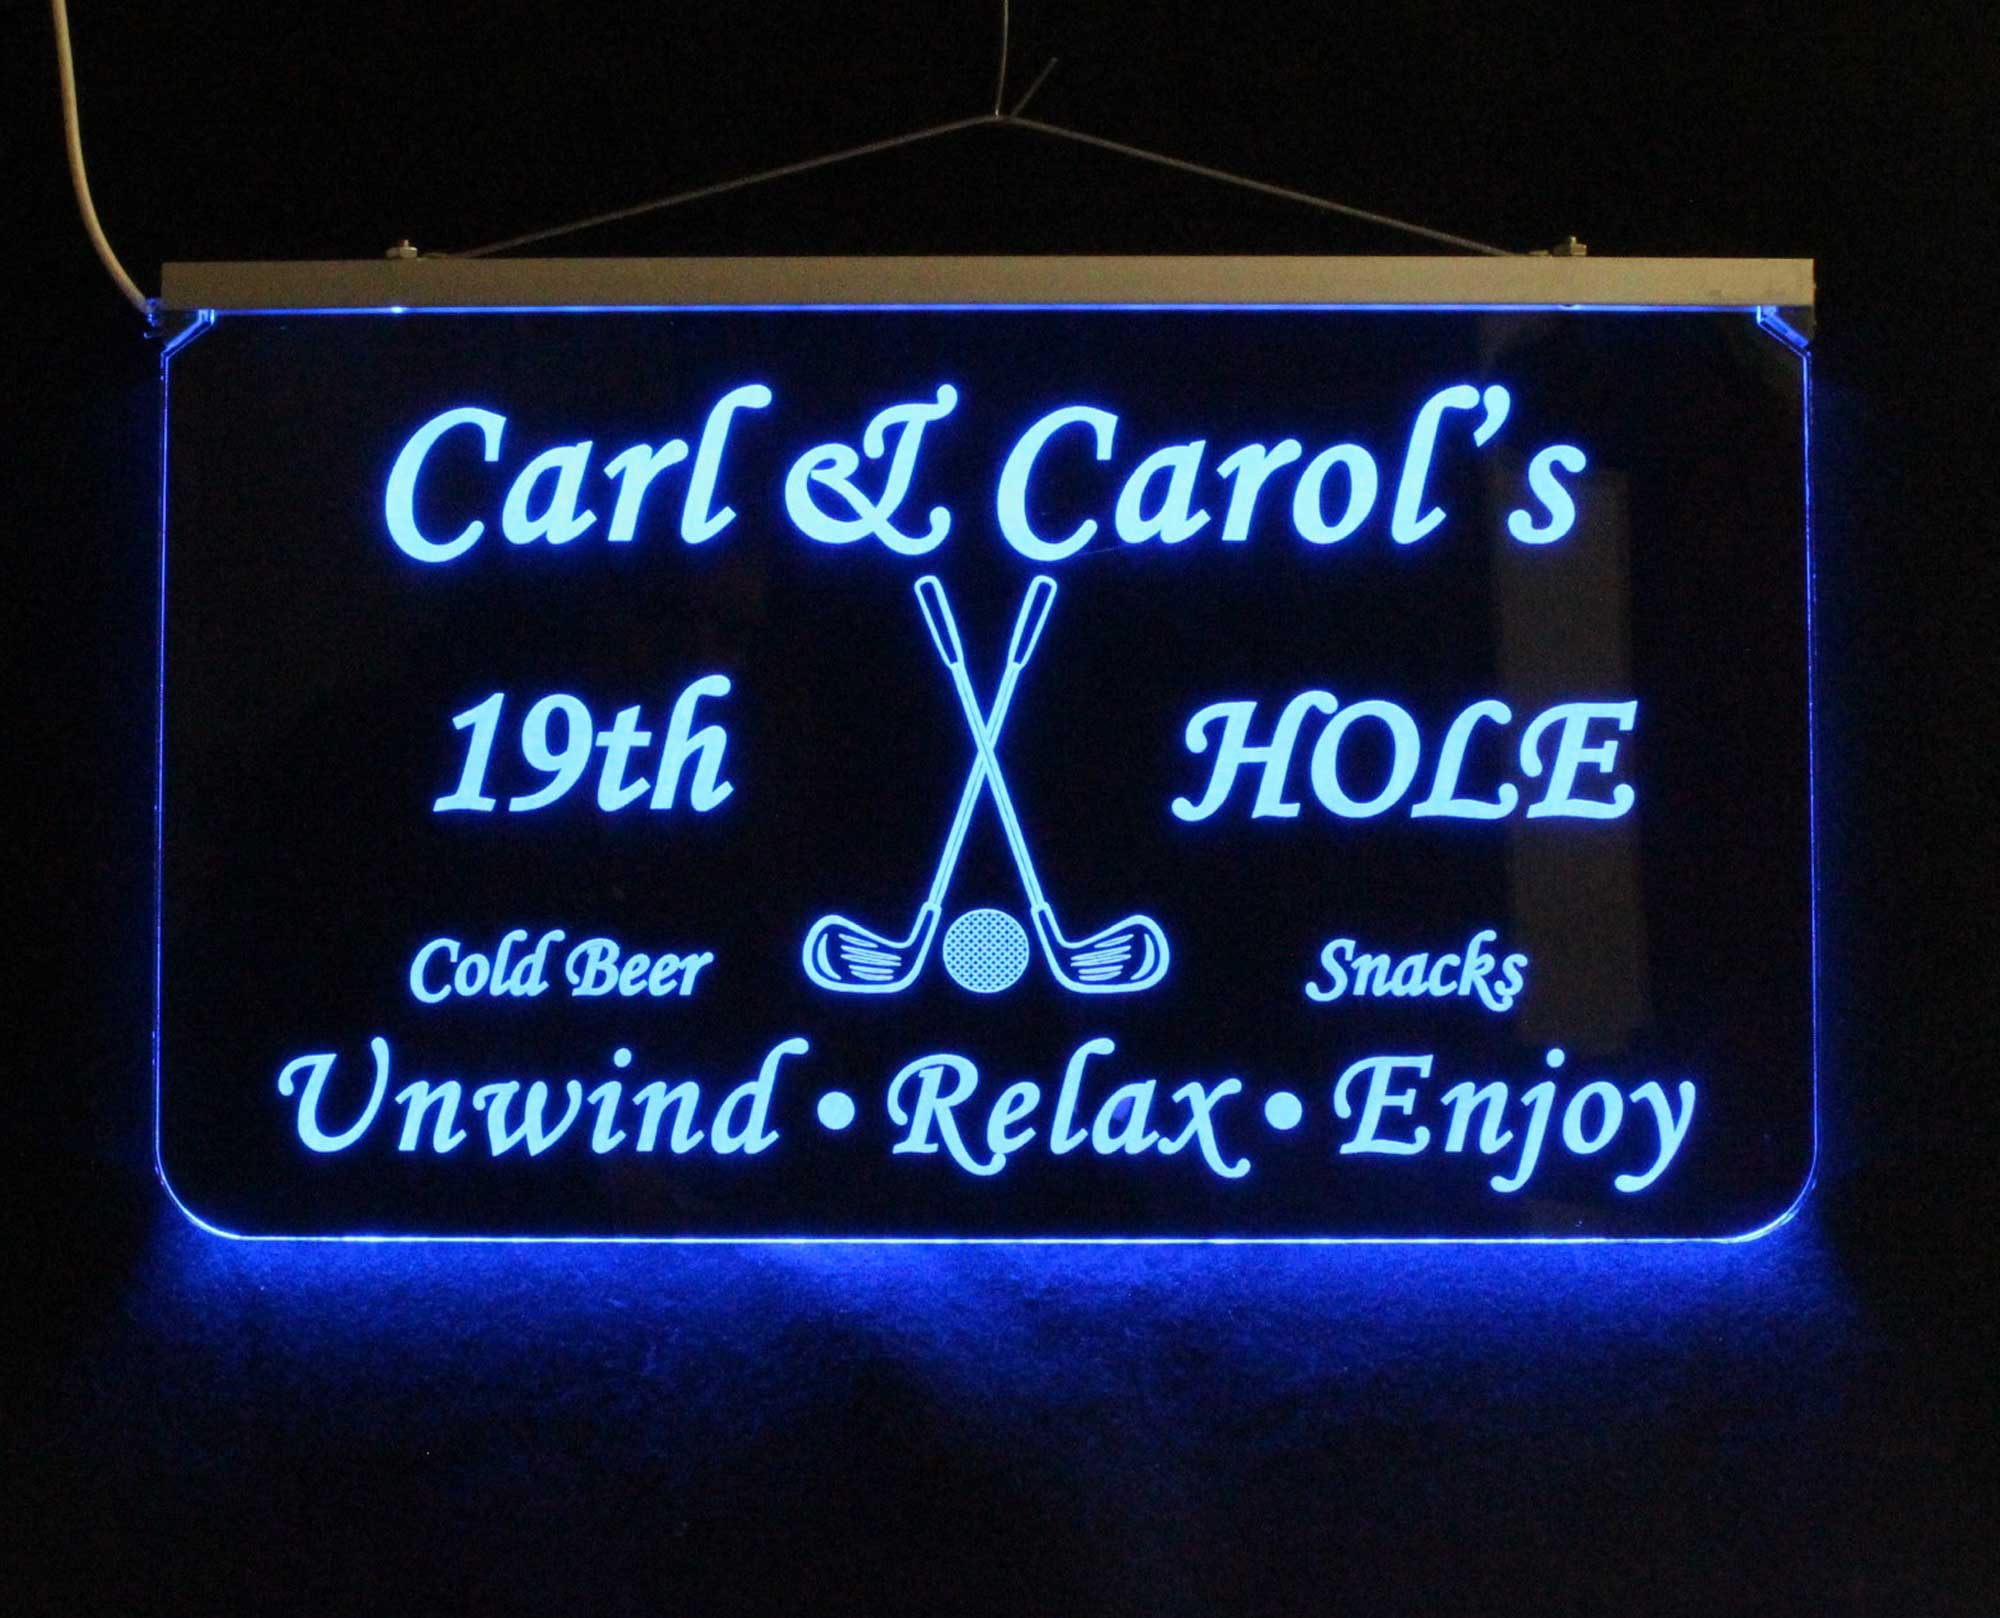 Carl & Carol's
19th HOLE
Cold Beer Snacks
Unwind • Relax • Enjoy